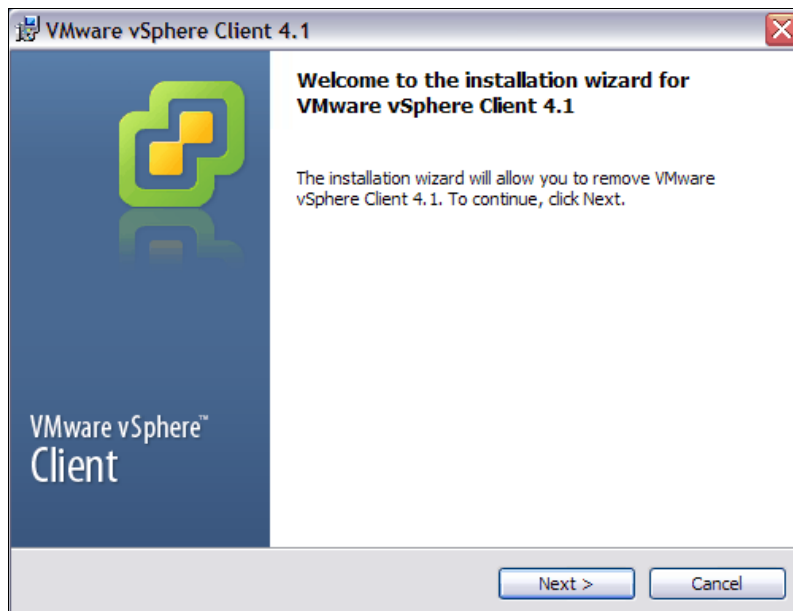 VMware vSphere Client 4.1
Welcome to the installation wizard for
VMware vSphere Client 4.1
The installation wizard will allow you to remove VMware
vSphere Client 4.1. To continue, click Next.
VMware vSphere™
Client
Next >
Cancel